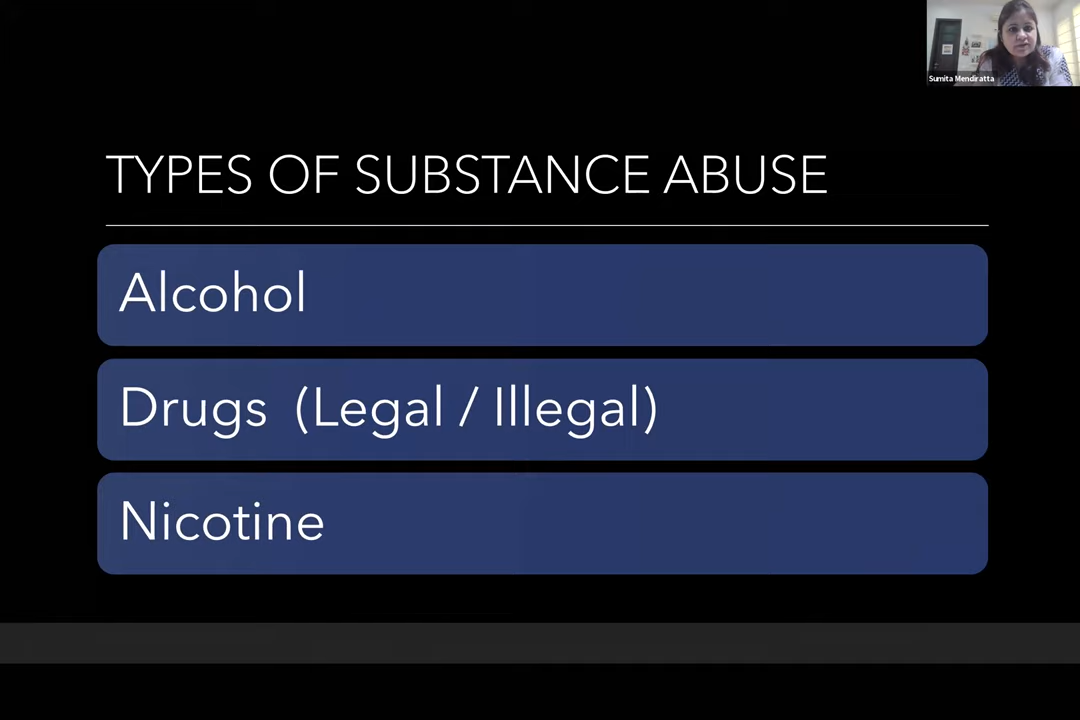 Sumita Mendiratta
TYPES OF SUBSTANCE ABUSE
Alcohol
Drugs (Legal / Illegal)
Nicotine